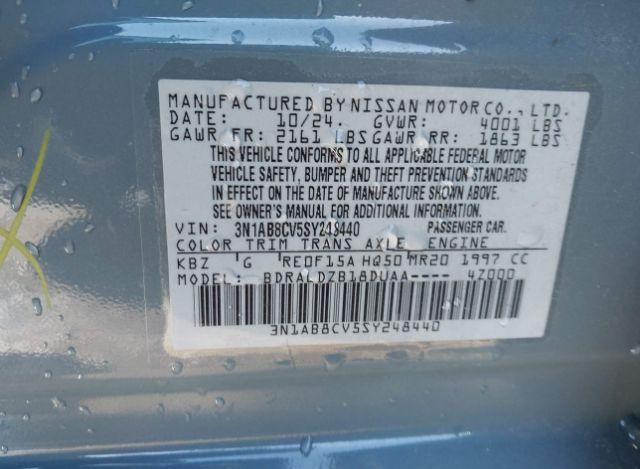 MANUFACTURED BY NISSAN MOTOR CO., LTD.
DATE: 10/24. GVWR: 4001 LBS
GAWR FR: 2161 LBS GAWR RR: 1863 LBS
THIS VEHICLE CONFORMS TO ALL APPLICABLE FEDERAL MOTOR
VEHICLE SAFETY, BUMPER AND THEFT PREVENTION STANDARDS
IN EFFECT ON THE DATE OF MANUFACTURE SHOWN ABOVE.
SEE OWNER'S MANUAL FOR ADDITIONAL INFORMATION.
VIN: 3N1AB8CV5SY248440 PASSENGER CAR.
COLOR TRIM TRANS AXLE ENGINE
KBZ 'G RE0F15A HQ50 MR20 1997 CC
MODEL: BDRALDZB18DUAA---- 4Z000
3N1AB8CV5SY248440